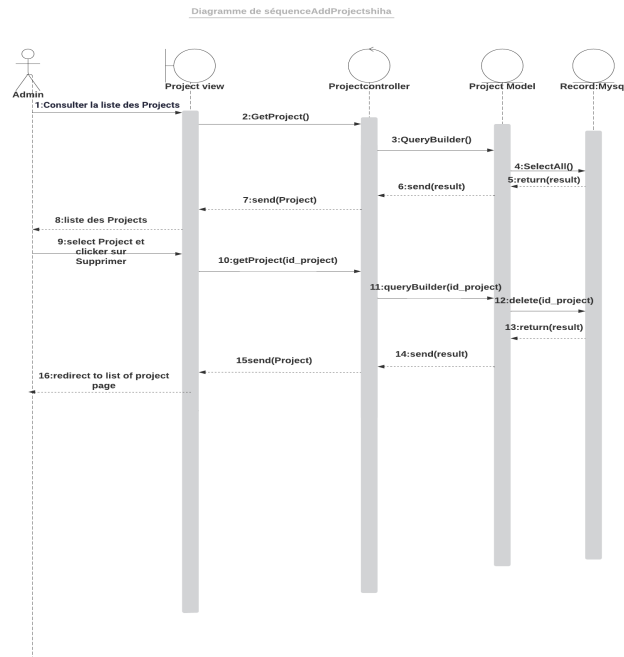 Diagramme de séquenceAddProjectshiha
Admin
Project view
Projectcontroller
Project Model
Record:Mysq
1:Consulter la liste des Projects
2:GetProject()
3:QueryBuilder()
4:SelectAll()
5:return(result)
6:send(result)
7:send(Project)
8:liste des Projects
9:select Project et
clicker sur
Supprimer
10:getProject(id_project)
11:queryBuilder(id_project)
12:delete(id_project)
13:return(result)
14:send(result)
15send(Project)
16:redirect to list of project
page